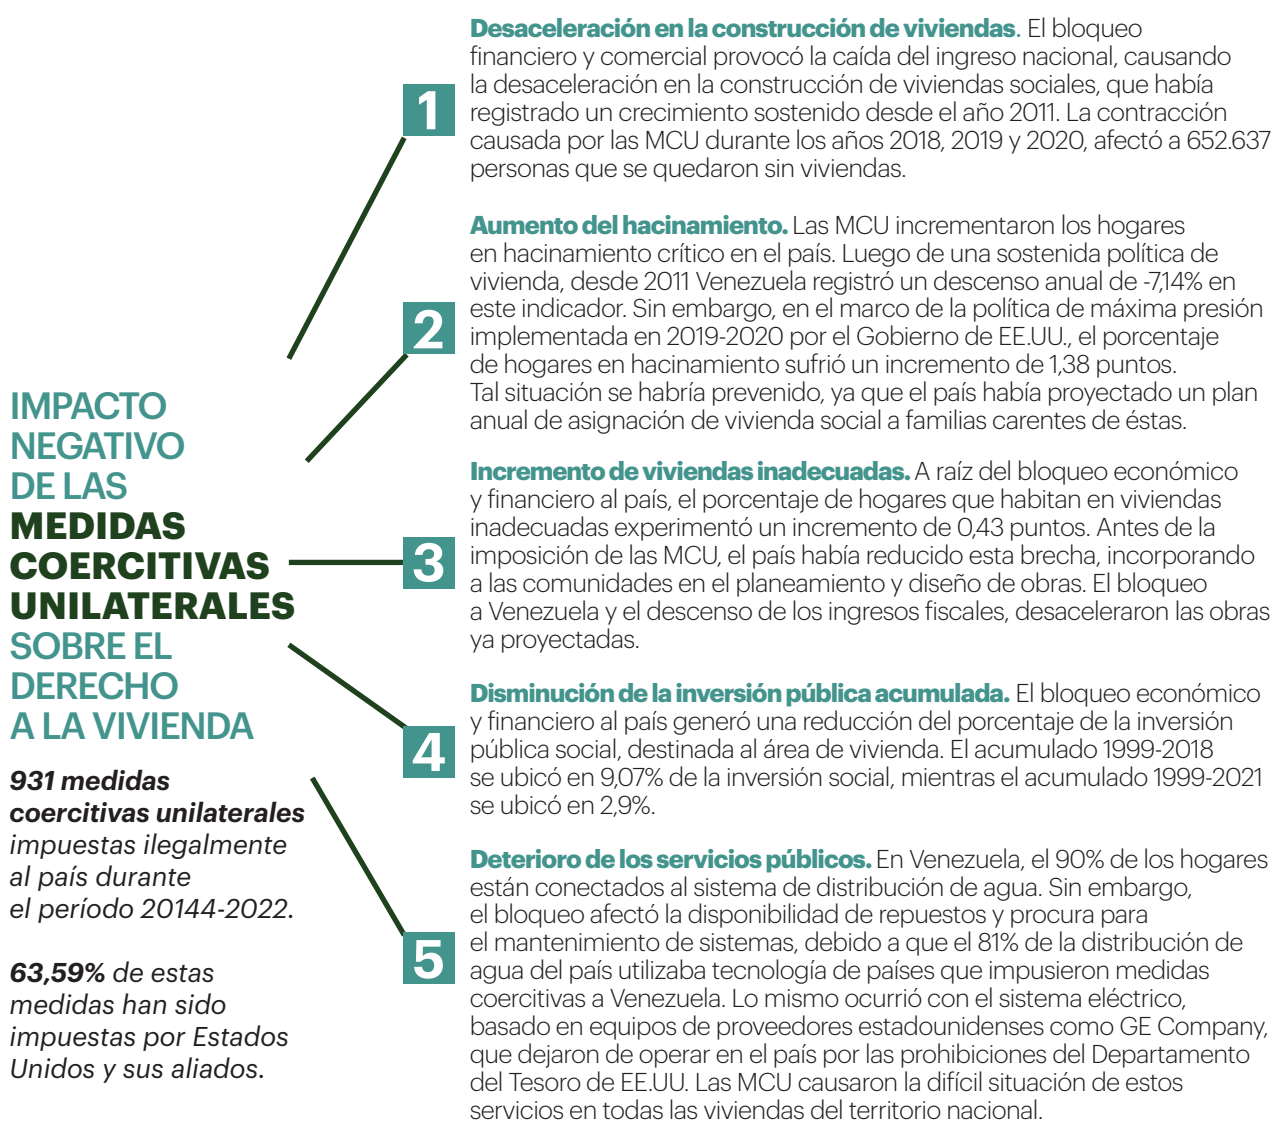 IMPACTO
NEGATIVO
DE LAS
MEDIDAS
COERCITIVAS
UNILATERALES
SOBRE EL
DERECHO
A LA VIVIENDA
931 medidas
coercitivas unilaterales
impuestas ilegalmente
al país durante
el período 20144-2022.
63,59% de estas
medidas han sido
impuestas por Estados
Unidos y sus aliados.
1
Desaceleración en la construcción de viviendas. El bloqueo
financiero y comercial provocó la caída del ingreso nacional, causando
la desaceleración en la construcción de viviendas sociales, que había
registrado un crecimiento sostenido desde el año 2011. La contracción
causada por las MCU durante los años 2018, 2019 y 2020, afectó a 652.637
personas que se quedaron sin viviendas.
2
Aumento del hacinamiento. Las MCU incrementaron los hogares
en hacinamiento crítico en el país. Luego de una sostenida política de
vivienda, desde 2011 Venezuela registró un descenso anual de -7,14% en
este indicador. Sin embargo, en el marco de la política de máxima presión
implementada en 2019-2020 por el Gobierno de EE.UU., el porcentaje
de hogares en hacinamiento sufrió un incremento de 1,38 puntos.
Tal situación se habría prevenido, ya que el país había proyectado un plan
anual de asignación de vivienda social a familias carentes de éstas.
3
Incremento de viviendas inadecuadas. A raíz del bloqueo económico
y financiero al país, el porcentaje de hogares que habitan en viviendas
inadecuadas experimentó un incremento de 0,43 puntos. Antes de la
imposición de las MCU, el país había reducido esta brecha, incorporando
a las comunidades en el planeamiento y diseño de obras. El bloqueo
a Venezuela y el descenso de los ingresos fiscales, desaceleraron las obras
ya proyectadas.
4
Disminución de la inversión pública acumulada. El bloqueo económico
y financiero al país generó una reducción del porcentaje de la inversión
pública social, destinada al área de vivienda. El acumulado 1999-2018
se ubicó en 9,07% de la inversión social, mientras el acumulado 1999-2021
se ubicó en 2,9%.
5
Deterioro de los servicios públicos. En Venezuela, el 90% de los hogares
están conectados al sistema de distribución de agua. Sin embargo,
el bloqueo afectó la disponibilidad de repuestos y procura para
el mantenimiento de sistemas, debido a que el 81% de la distribución de
agua del país utilizaba tecnología de países que impusieron medidas
coercitivas a Venezuela. Lo mismo ocurrió con el sistema eléctrico,
basado en equipos de proveedores estadounidenses como GE Company,
que dejaron de operar en el país por las prohibiciones del Departamento
del Tesoro de EE.UU. Las MCU causaron la difícil situación de estos
servicios en todas las viviendas del territorio nacional.